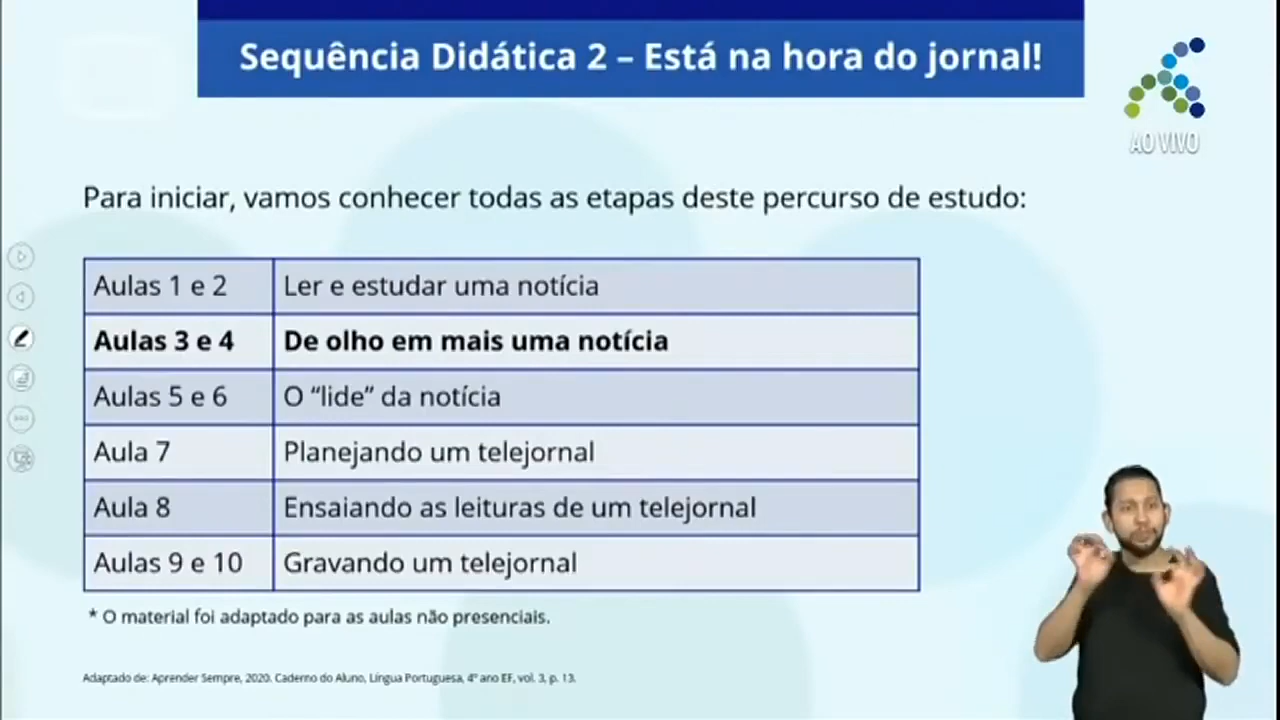 Sequência Didática 2 – Está na hora do jornal!
AO VIVO
Para iniciar, vamos conhecer todas as etapas deste percurso de estudo:
Aulas 1 e 2 Ler e estudar uma notícia
Aulas 3 e 4 De olho em mais uma notícia
Aulas 5 e 6 O “lide” da notícia
Aula 7 Planejando um telejornal
Aula 8 Ensaiando as leituras de um telejornal
Aulas 9 e 10 Gravando um telejornal
* O material foi adaptado para as aulas não presenciais.
Adaptado de: Aprender Sempre, 2020. Caderno do Aluno, Língua Portuguesa, 4º ano EF, vol. 3, p. 13.